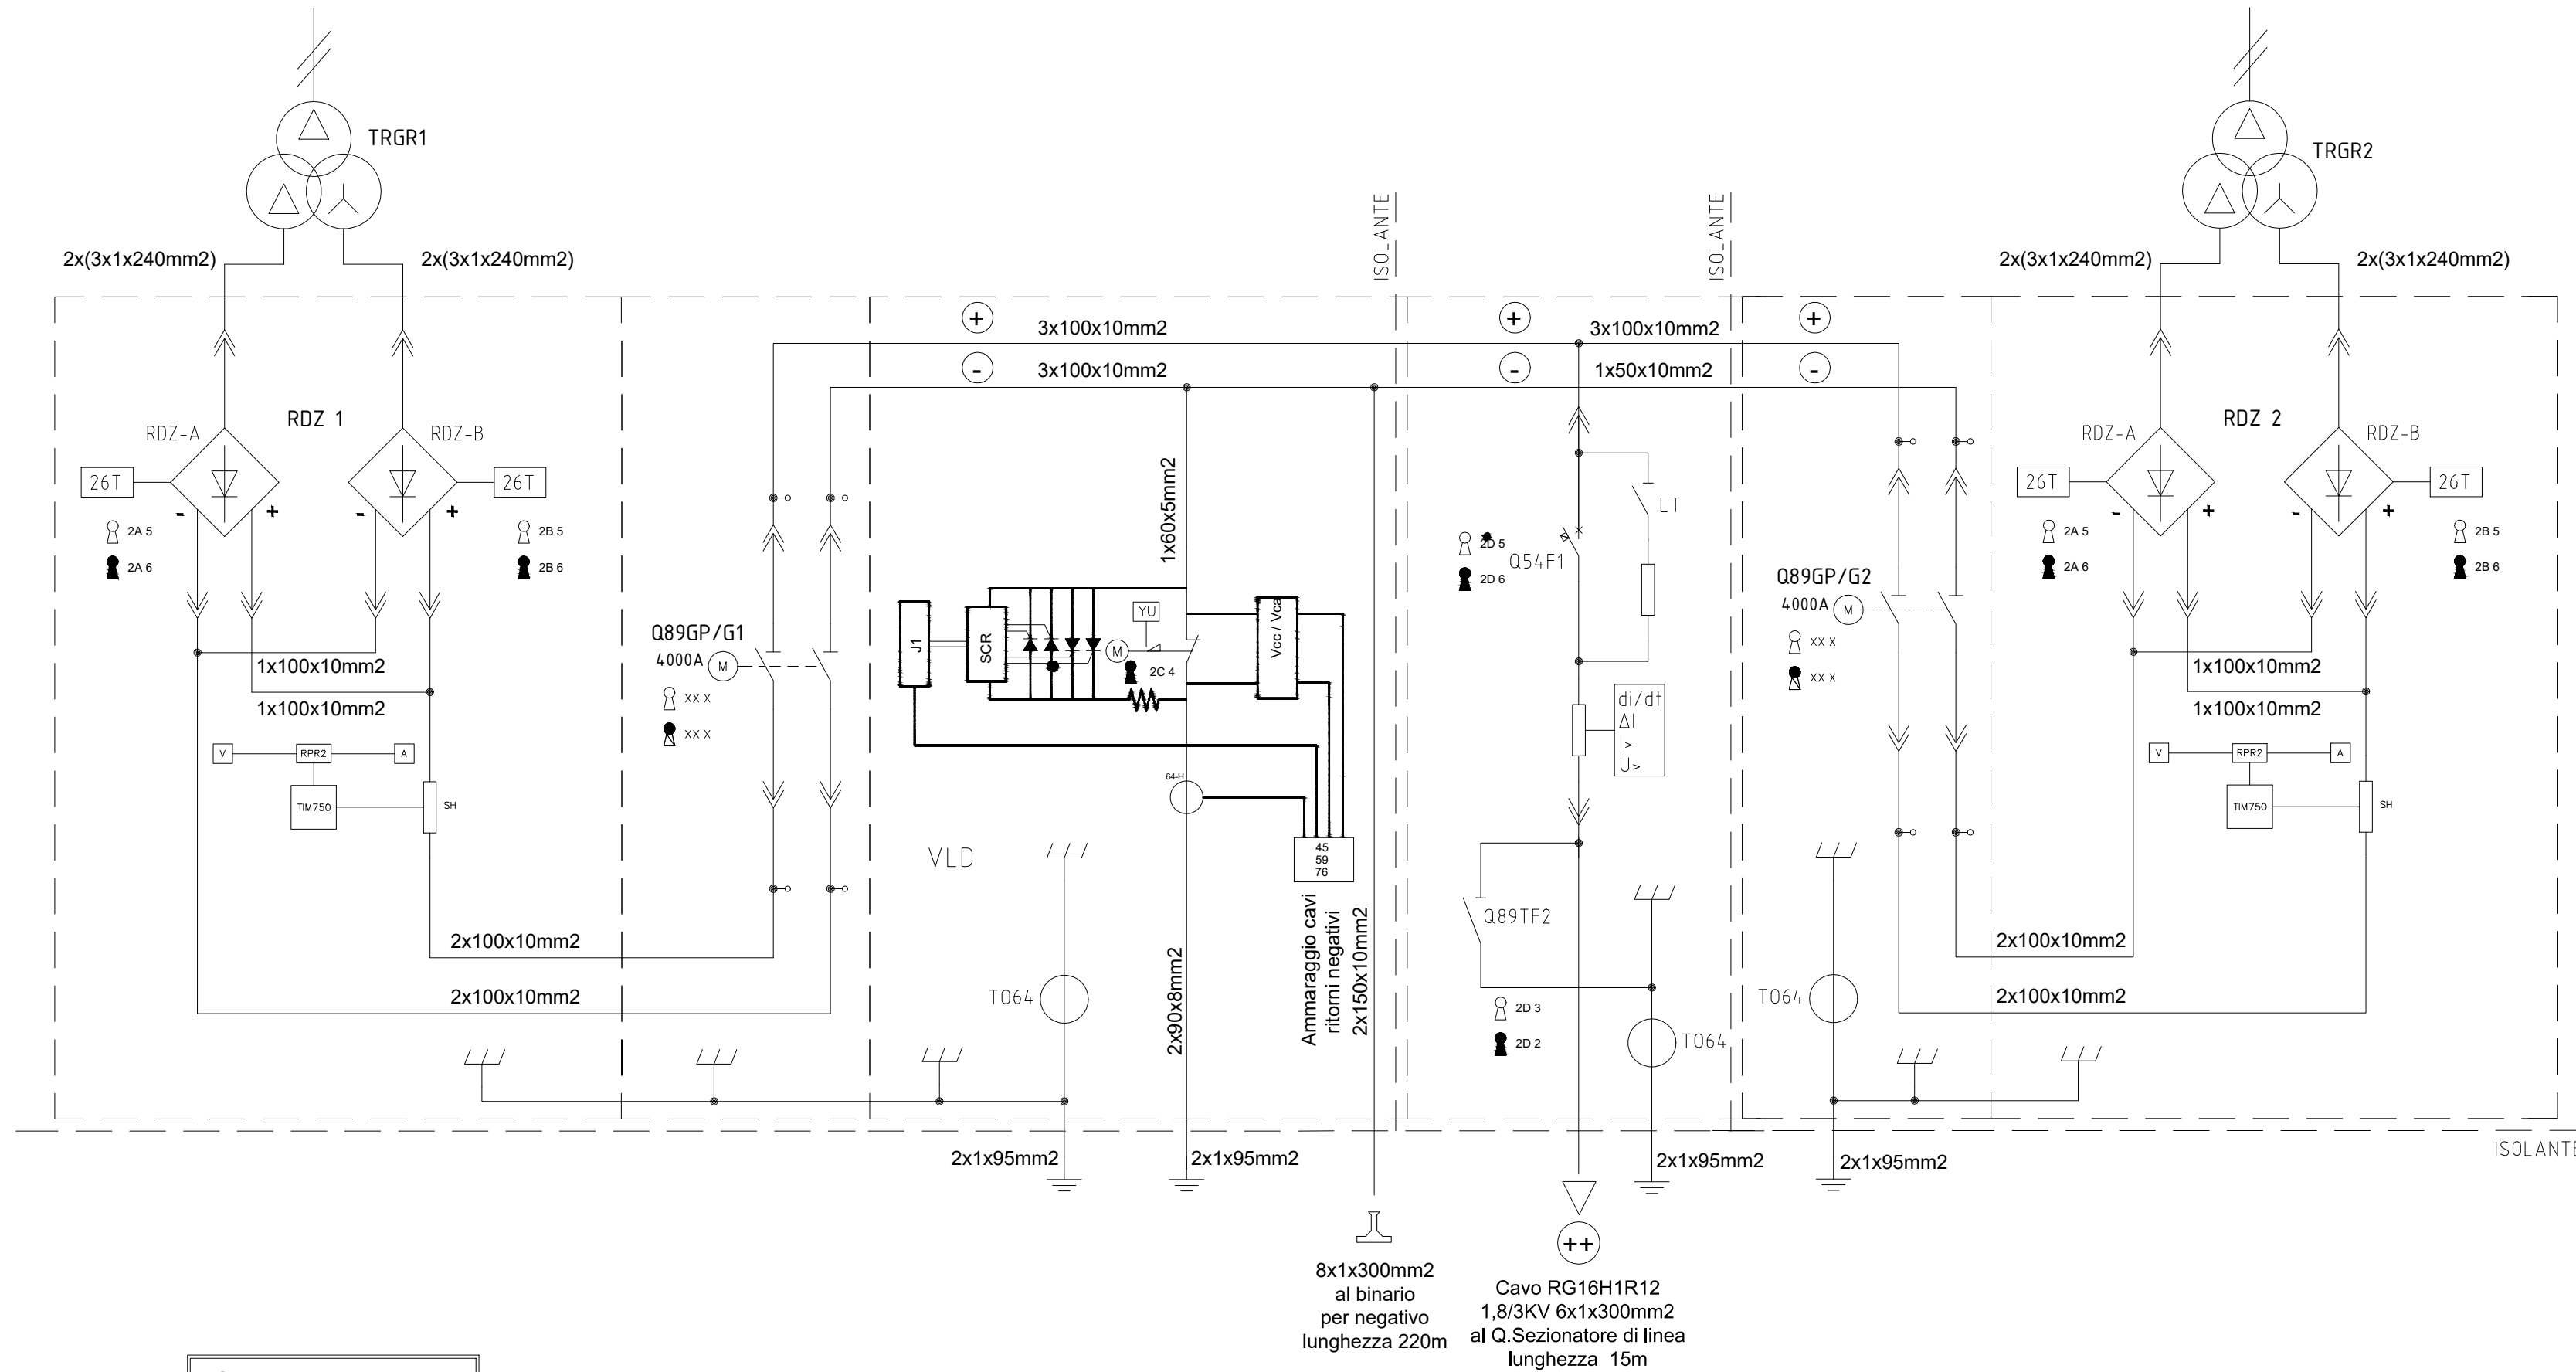 TRGR1
TRGR2
ISOLANTE
ISOLANTE
2x(3x1x240mm2)
2x(3x1x240mm2)
2x(3x1x240mm2)
2x(3x1x240mm2)
+
3x100x10mm2
+
3x100x10mm2
+
-
3x100x10mm2
-
1x50x10mm2
-
RDZ 1
RDZ-A
RDZ-B
RDZ 2
RDZ-A
RDZ-B
26T
26T
26T
26T
-
+
-
+
-
+
-
+
2A 5
2A 6
2B 5
2B 6
2A 5
2A 6
2B 5
2B 6
1x60x5mm2
LT
2D 5
2D 6
Q54F1
Q89GP/G1
4000A
M
XX X
XX X
Q89GP/G2
4000A
M
XX X
XX X
J1
SCR
YU
M
2C 4
Vcc / Vca
1x100x10mm2
1x100x10mm2
1x100x10mm2
1x100x10mm2
di/dt
ΔI
I>
U>
V
RPR2
A
TIM750
SH
V
RPR2
A
TIM750
SH
64-H
45
59
76
VLD
Q89TF2
Ammaraggio cavi
ritorni negativi
2x150x10mm2
2x90x8mm2
2x100x10mm2
2x100x10mm2
2x100x10mm2
2x100x10mm2
TO64
TO64
TO64
2D 3
2D 2
2x1x95mm2
2x1x95mm2
2x1x95mm2
2x1x95mm2
ISOLANTE
++
8x1x300mm2
al binario
per negativo
lunghezza 220m
Cavo RG16H1R12
1,8/3KV 6x1x300mm2
al Q.Sezionatore di linea
lunghezza 15m